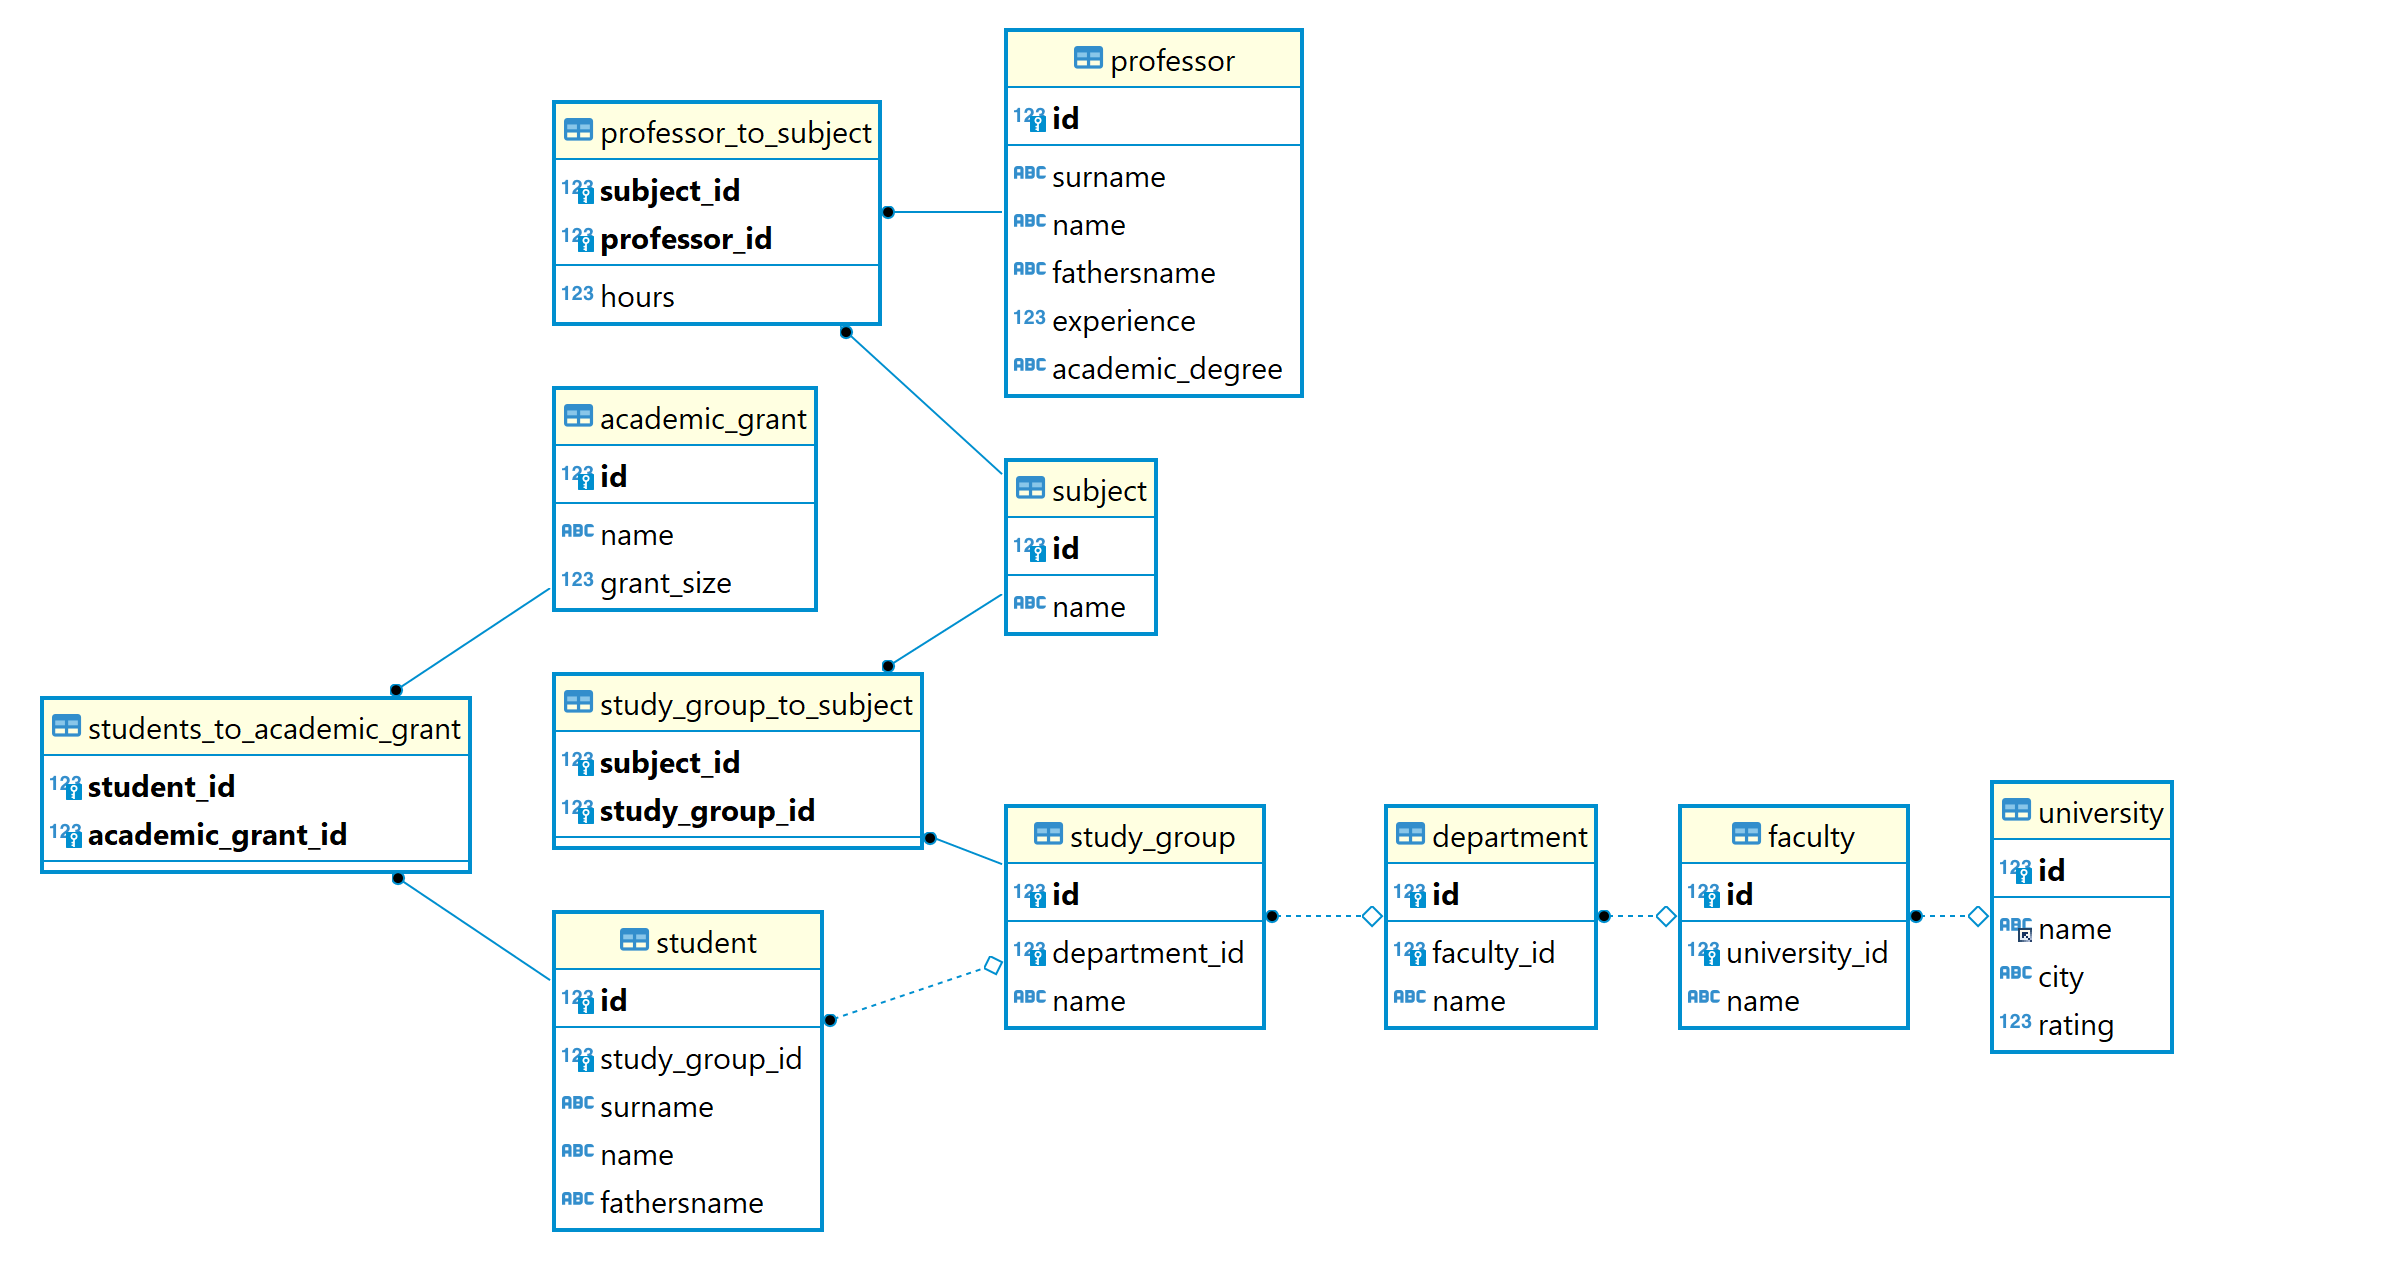 professor
123 id
ABC surname
ABC name
ABC fathersname
123 experience
ABC academic_degree
professor_to_subject
123 subject_id
123 professor_id
123 hours
academic_grant
123 id
ABC name
123 grant_size
subject
123 id
ABC name
students_to_academic_grant
123 student_id
123 academic_grant_id
study_group_to_subject
123 subject_id
123 study_group_id
study_group
123 id
123 department_id
ABC name
department
123 id
123 faculty_id
ABC name
faculty
123 id
123 university_id
ABC name
university
123 id
ABC name
ABC city
123 rating
student
123 id
123 study_group_id
ABC surname
ABC name
ABC fathersname